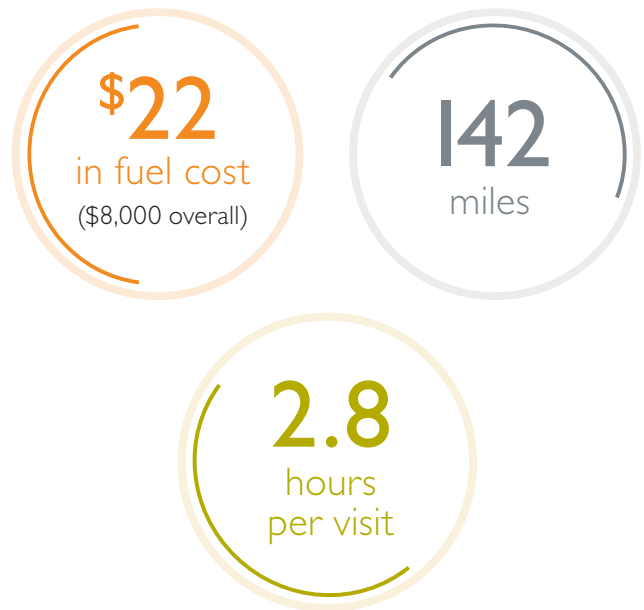 $22
in fuel cost
($8,000 overall)
142
miles
2.8
hours
per visit